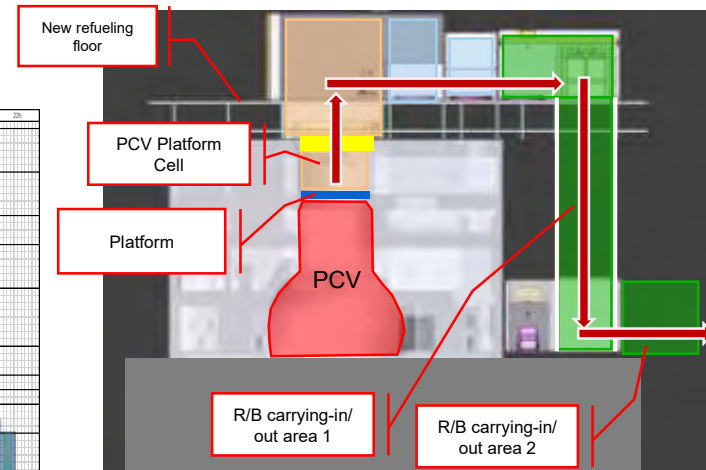 New refueling
floor
22h
PCV Platform
Cell
Platform
PCV
R/B carrying-in/
out area 1
R/B carrying-in/
out area 2